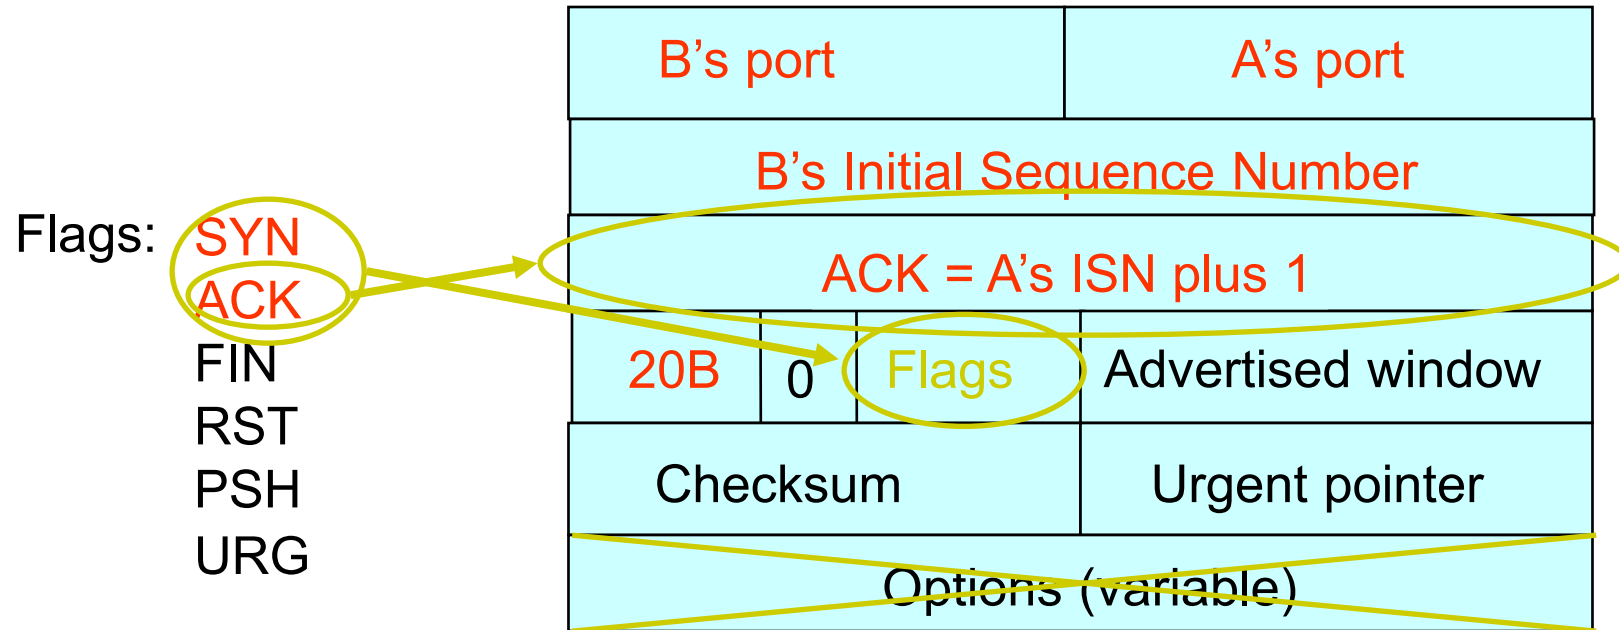 B’s port
A’s port
B’s Initial Sequence Number
Flags:
SYN
ACK
FIN
RST
PSH
URG
ACK = A’s ISN plus 1
20B
0
Flags
Advertised window
Checksum
Urgent pointer
Options (variable)